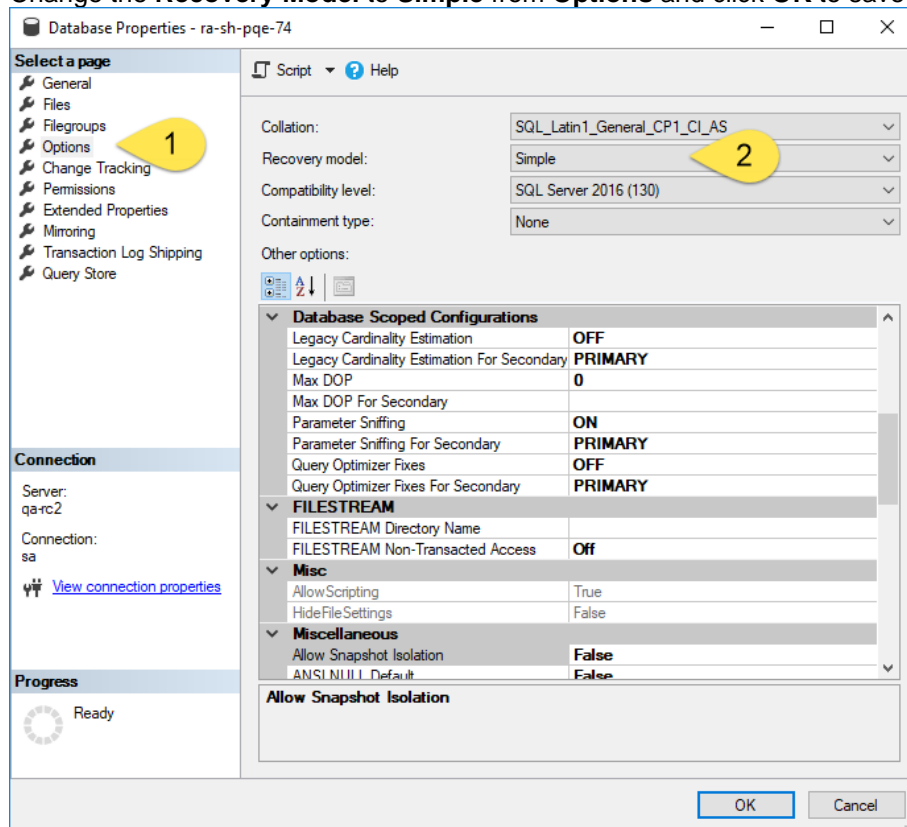 Change the Recovery Model to Simple from Options and click OK to save
Database Properties - ra-sh-pqe-74
Select a page
General
Files
Filegroups
Options
Change Tracking
Permissions
Extended Properties
Mirroring
Transaction Log Shipping
Query Store
1
Script
Help
Collation: SQL_Latin1_General_CP1_CI_AS
Recovery model: Simple
2
Compatibility level: SQL Server 2016 (130)
Containment type: None
Other options:
Database Scoped Configurations
Legacy Cardinality Estimation OFF
Legacy Cardinality Estimation For Secondary PRIMARY
Max DOP 0
Max DOP For Secondary
Parameter Sniffing ON
Parameter Sniffing For Secondary PRIMARY
Query Optimizer Fixes OFF
Query Optimizer Fixes For Secondary PRIMARY
FILESTREAM
FILESTREAM Directory Name
FILESTREAM Non-Transacted Access Off
Misc
AllowScripting True
HideFileSettings False
Miscellaneous
Allow Snapshot Isolation False
ANSI NULL Default False
Allow Snapshot Isolation
Connection
Server:
qa-rc2
Connection:
sa
View connection properties
Progress
Ready
OK
Cancel